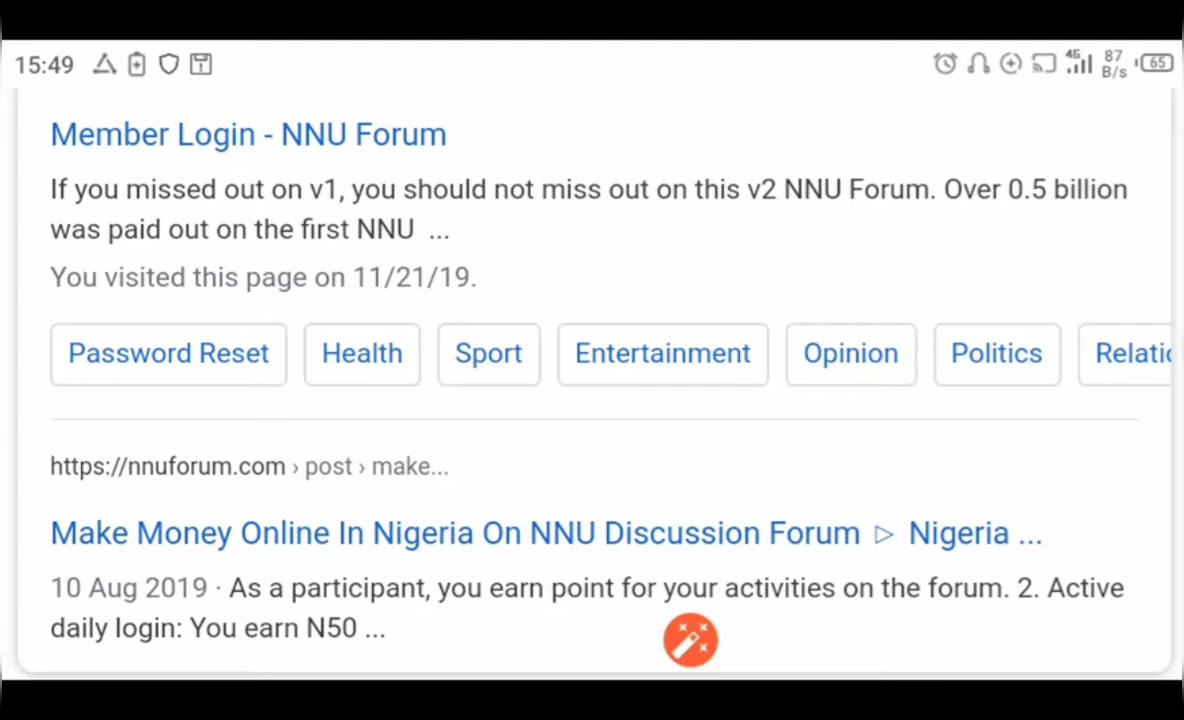 15:49 4G 87 B/s 65
Member Login - NNU Forum
If you missed out on v1, you should not miss out on this v2 NNU Forum. Over 0.5 billion
was paid out on the first NNU ...
You visited this page on 11/21/19.
Password Reset Health Sport Entertainment Opinion Politics Relatio
https://nnuforum.com › post › make...
Make Money Online In Nigeria On NNU Discussion Forum ▷ Nigeria ...
10 Aug 2019 · As a participant, you earn point for your activities on the forum. 2. Active
daily login: You earn N50 ...